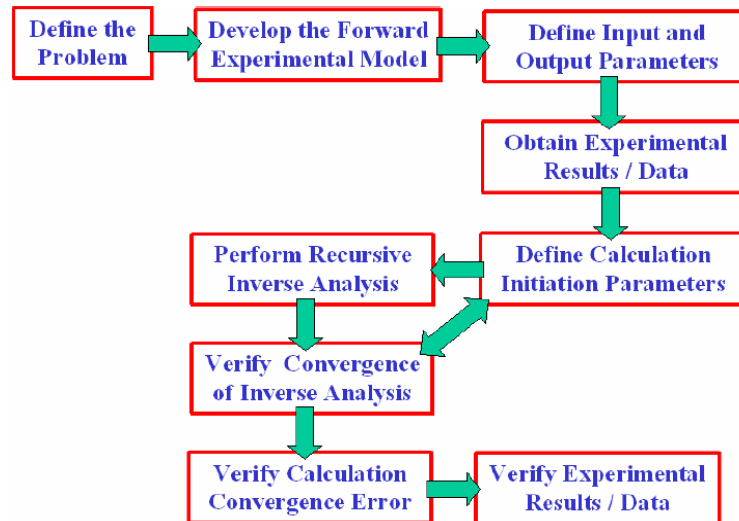 Define the
Problem
Develop the Forward
Experimental Model
Define Input and
Output Parameters
Obtain Experimental
Results / Data
Define Calculation
Initiation Parameters
Perform Recursive
Inverse Analysis
Verify Convergence
of Inverse Analysis
Verify Calculation
Convergence Error
Verify Experimental
Results / Data